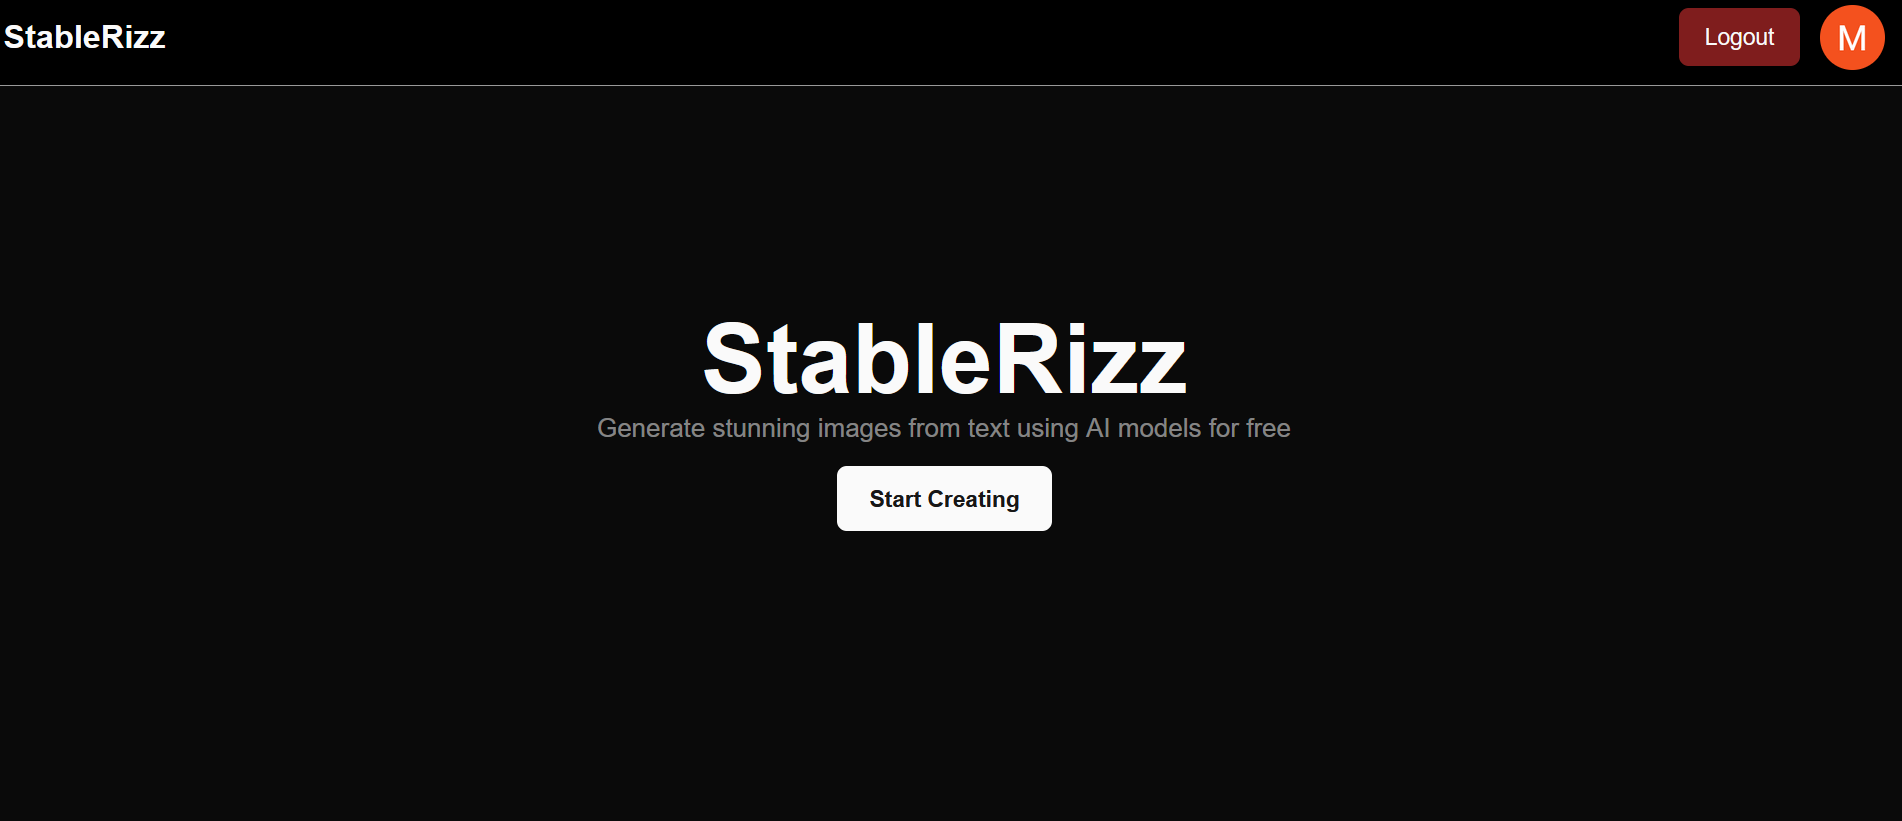 StableRizz
Logout
M
StableRizz
Generate stunning images from text using AI models for free
Start Creating